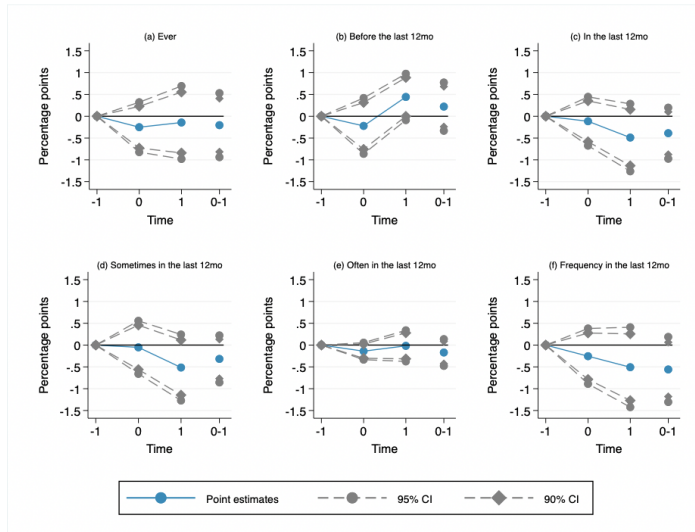 (a) Ever
(b) Before the last 12mo
(c) In the last 12mo
Percentage points
1.5
1
.5
0
-.5
-1
-1.5
-1 0 1 0-1
Time
Percentage points
1.5
1
.5
0
-.5
-1
-1.5
-1 0 1 0-1
Time
Percentage points
1.5
1
.5
0
-.5
-1
-1.5
-1 0 1 0-1
Time
(d) Sometimes in the last 12mo
(e) Often in the last 12mo
(f) Frequency in the last 12mo
Percentage points
1.5
1
.5
0
-.5
-1
-1.5
-1 0 1 0-1
Time
Percentage points
1.5
1
.5
0
-.5
-1
-1.5
-1 0 1 0-1
Time
Percentage points
1.5
1
.5
0
-.5
-1
-1.5
-1 0 1 0-1
Time
Point estimates 95% CI 90% CI